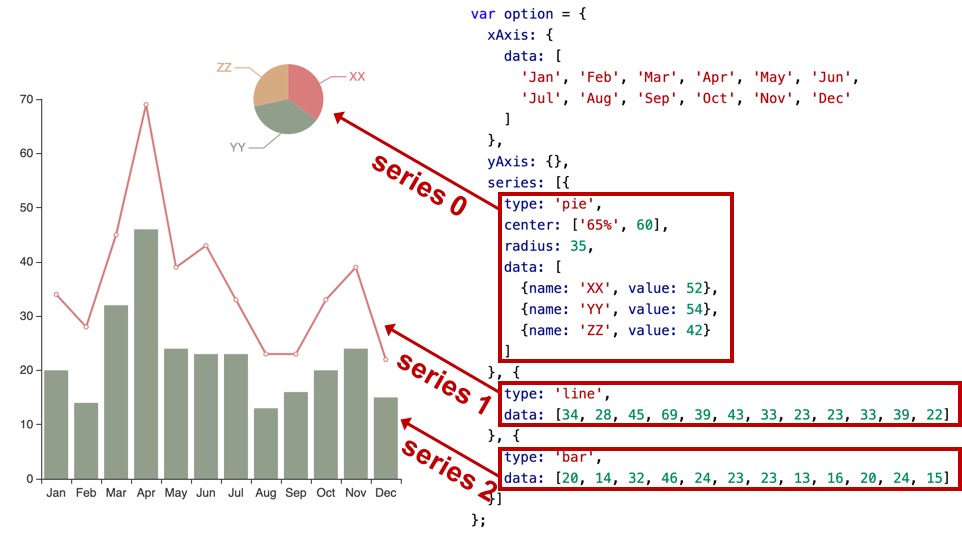 ZZ
XX
YY
70
60
50
40
30
20
10
0
Jan Feb Mar Apr May Jun Jul Aug Sep Oct Nov Dec
series 0
series 1
series 2
var option = {
xAxis: {
data: [
'Jan', 'Feb', 'Mar', 'Apr', 'May', 'Jun',
'Jul', 'Aug', 'Sep', 'Oct', 'Nov', 'Dec'
]
},
yAxis: {},
series: [{
type: 'pie',
center: ['65%', 60],
radius: 35,
data: [
{name: 'XX', value: 52},
{name: 'YY', value: 54},
{name: 'ZZ', value: 42}
]
}, {
type: 'line',
data: [34, 28, 45, 69, 39, 43, 33, 23, 23, 33, 39, 22]
}, {
type: 'bar',
data: [20, 14, 32, 46, 24, 23, 23, 13, 16, 20, 24, 15]
}]
};